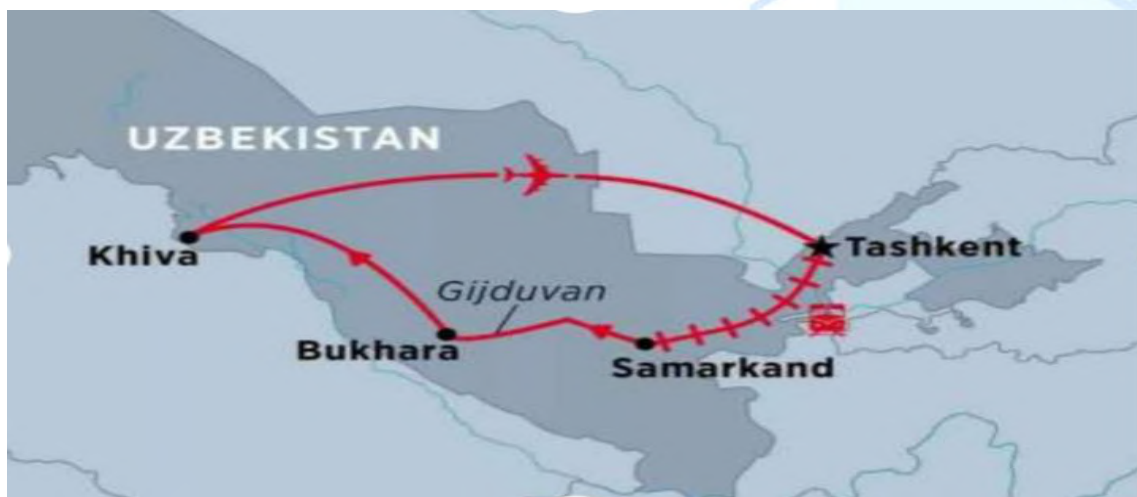 UZBEKISTAN
Khiva
Tashkent
Gijduvan
Bukhara
Samarkand